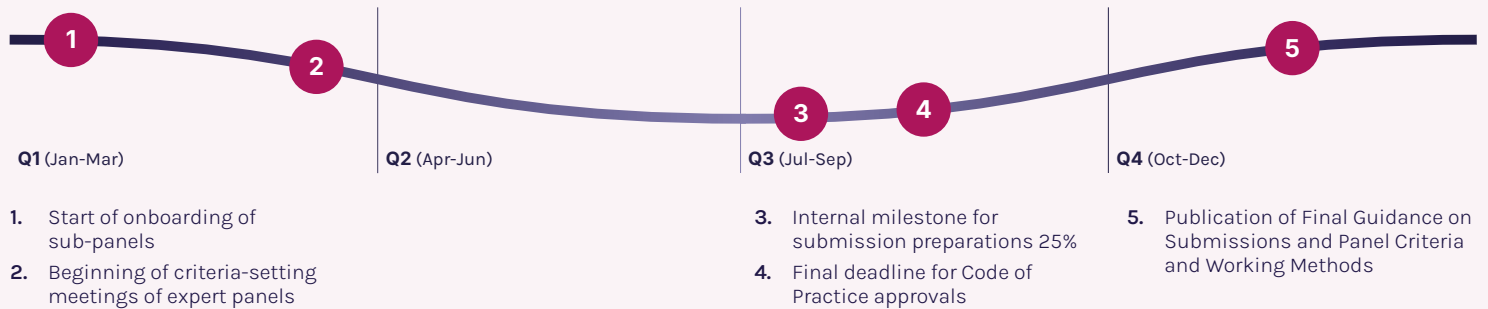 1
2
3
4
5
Q1 (Jan-Mar)
Q2 (Apr-Jun)
Q3 (Jul-Sep)
Q4 (Oct-Dec)
1. Start of onboarding of
sub-panels
2. Beginning of criteria-setting
meetings of expert panels
3. Internal milestone for
submission preparations 25%
4. Final deadline for Code of
Practice approvals
5. Publication of Final Guidance on
Submissions and Panel Criteria
and Working Methods